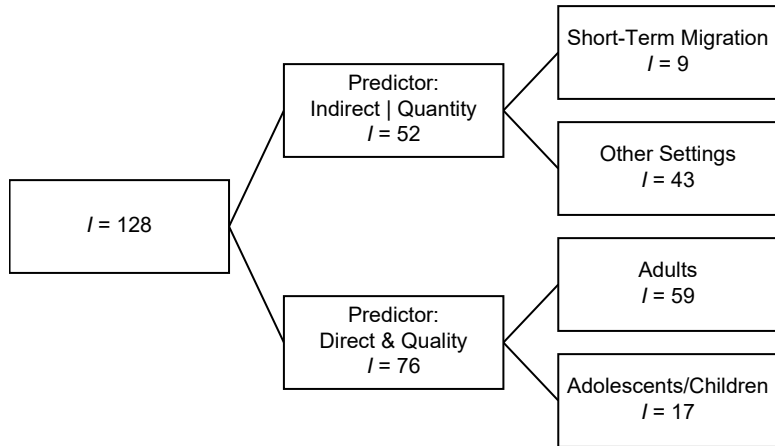 Short-Term Migration
I = 9
Predictor:
Indirect | Quantity
I = 52
Other Settings
I = 43
I = 128
Adults
I = 59
Predictor:
Direct & Quality
I = 76
Adolescents/Children
I = 17